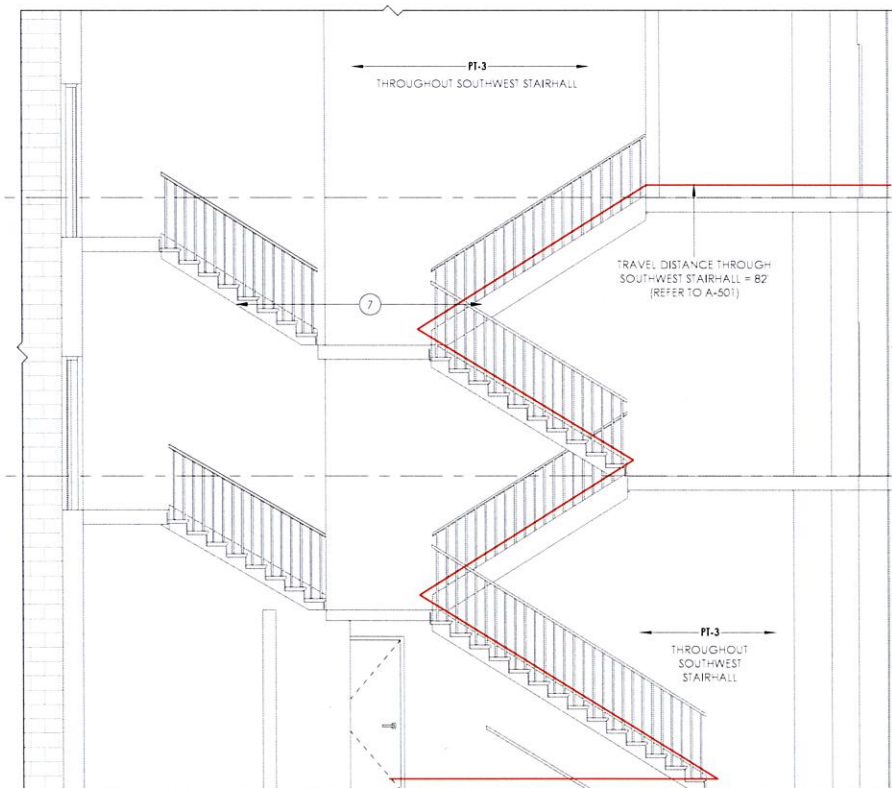 PT-3
THROUGHOUT SOUTHWEST STAIRHALL
TRAVEL DISTANCE THROUGH
SOUTHWEST STAIRHALL = 82'
(REFER TO A-501)
7
PT-3
THROUGHOUT
SOUTHWEST
STAIRHALL